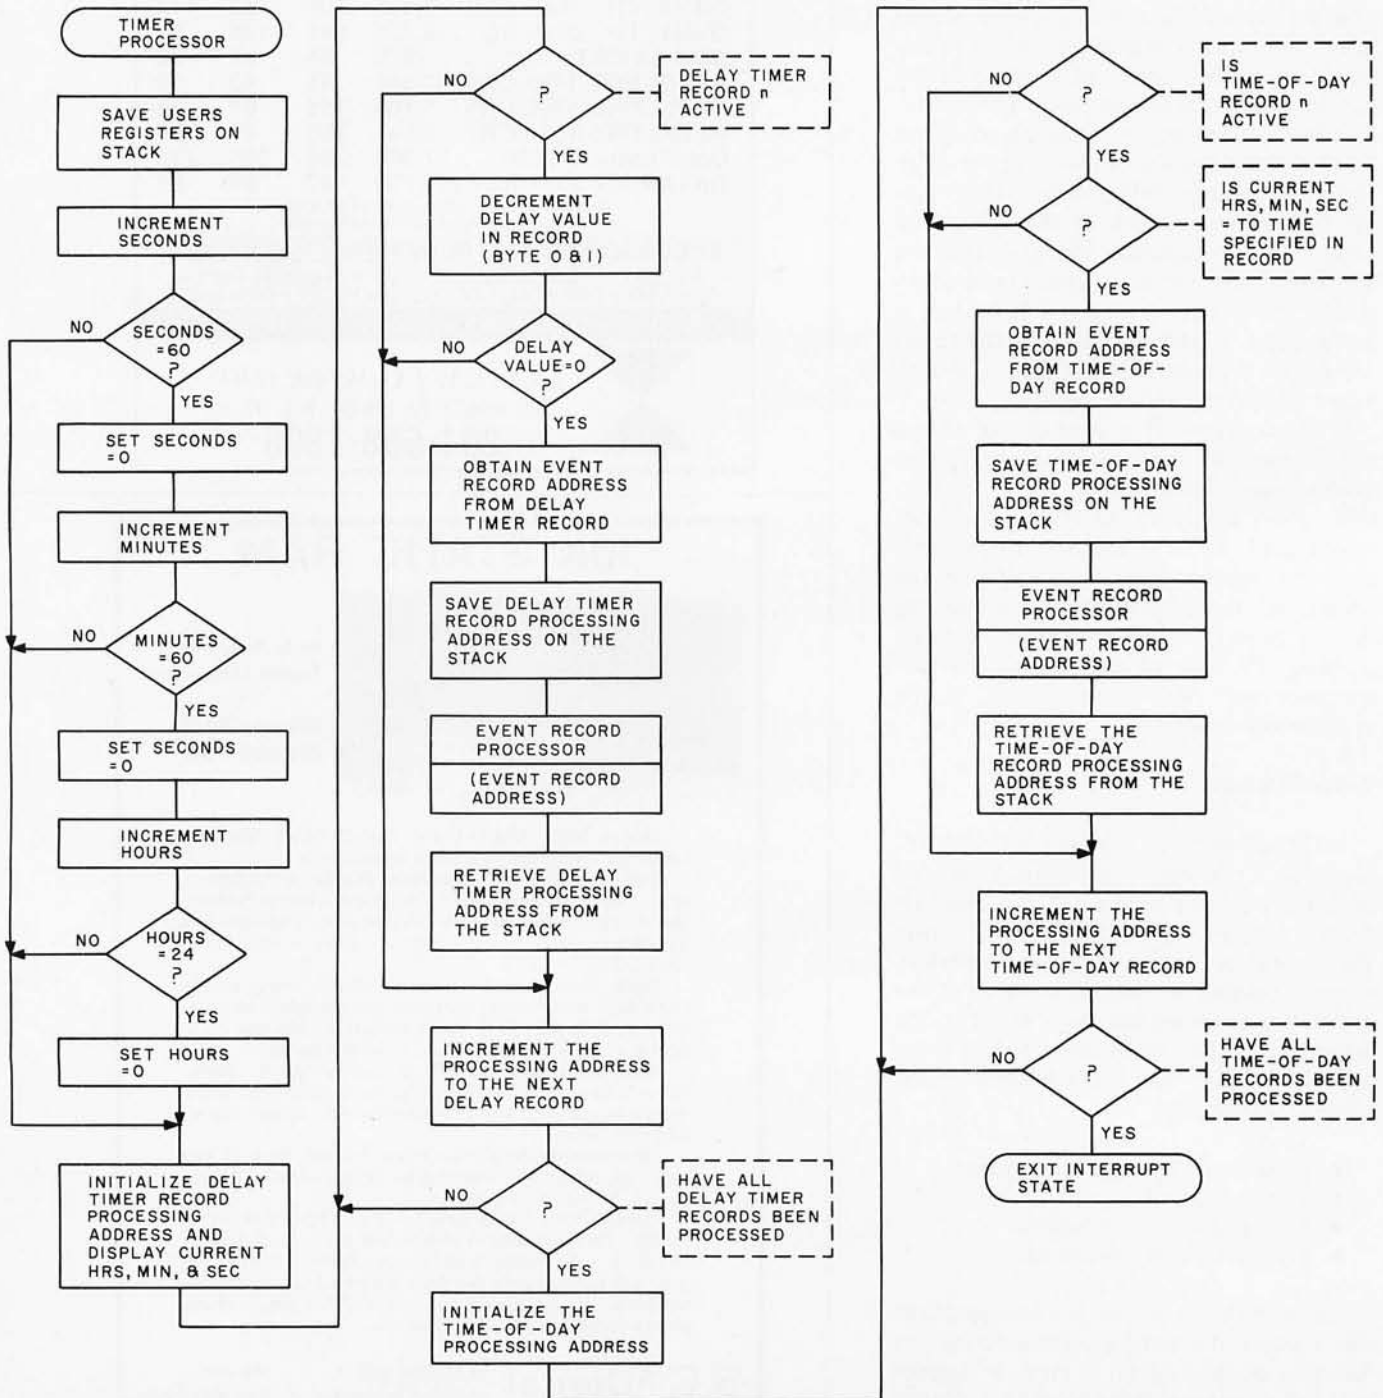 TIMER
PROCESSOR
SAVE USERS
REGISTERS ON
STACK
INCREMENT
SECONDS
SECONDS
=60
?
NO
YES
SET SECONDS
=0
INCREMENT
MINUTES
MINUTES
=60
?
NO
YES
SET SECONDS
=0
INCREMENT
HOURS
HOURS
=24
?
NO
YES
SET HOURS
=0
INITIALIZE DELAY
TIMER RECORD
PROCESSING
ADDRESS AND
DISPLAY CURRENT
HRS, MIN, & SEC
NO
?
DELAY TIMER
RECORD n
ACTIVE
YES
DECREMENT
DELAY VALUE
IN RECORD
(BYTE 0 & 1)
NO
DELAY
VALUE=0
?
YES
OBTAIN EVENT
RECORD ADDRESS
FROM DELAY
TIMER RECORD
SAVE DELAY TIMER
RECORD PROCESSING
ADDRESS ON THE
STACK
EVENT RECORD
PROCESSOR
(EVENT RECORD
ADDRESS)
RETRIEVE DELAY
TIMER PROCESSING
ADDRESS FROM
THE STACK
INCREMENT THE
PROCESSING ADDRESS
TO THE NEXT
DELAY RECORD
NO
?
HAVE ALL
DELAY TIMER
RECORDS BEEN
PROCESSED
YES
INITIALIZE THE
TIME-OF-DAY
PROCESSING ADDRESS
NO
?
IS
TIME-OF-DAY
RECORD n
ACTIVE
YES
NO
?
IS CURRENT
HRS, MIN, SEC
= TO TIME
SPECIFIED IN
RECORD
YES
OBTAIN EVENT
RECORD ADDRESS
FROM TIME-OF-
DAY RECORD
SAVE TIME-OF-DAY
RECORD PROCESSING
ADDRESS ON THE
STACK
EVENT RECORD
PROCESSOR
(EVENT RECORD
ADDRESS)
RETRIEVE THE
TIME-OF-DAY
RECORD PROCESSING
ADDRESS FROM THE
STACK
INCREMENT THE
PROCESSING ADDRESS
TO THE NEXT
TIME-OF-DAY RECORD
NO
?
HAVE ALL
TIME-OF-DAY
RECORDS BEEN
PROCESSED
YES
EXIT INTERRUPT
STATE